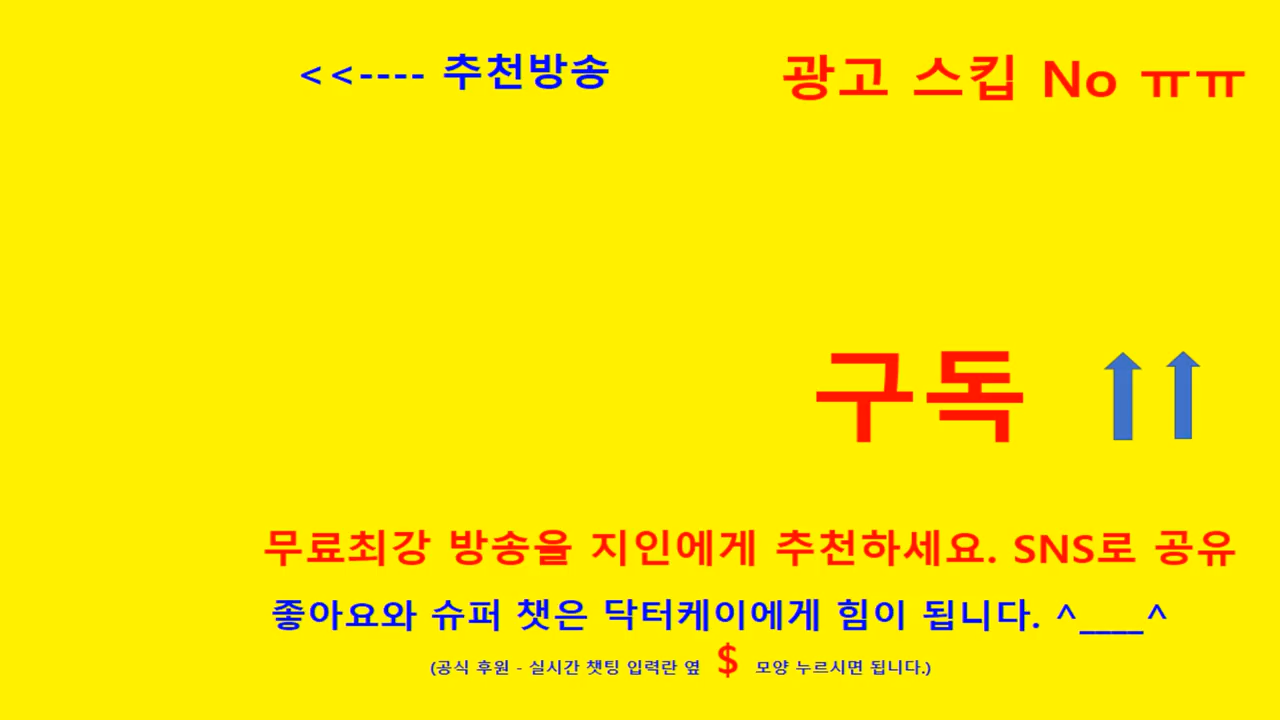 <<---- 추천방송
광고 스킵 No ㅠㅠ
구독
무료최강 방송을 지인에게 추천하세요. SNS로 공유
좋아요와 슈퍼 챗은 닥터케이에게 힘이 됩니다. ^____^
(공식 후원 - 실시간 챗팅 입력란 옆 $ 모양 누르시면 됩니다.)